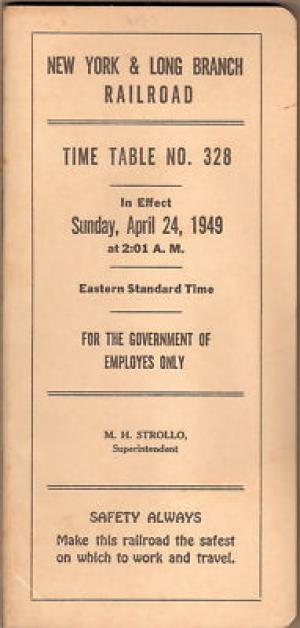 NEW YORK & LONG BRANCH
RAILROAD
TIME TABLE NO. 328
In Effect
Sunday, April 24, 1949
at 2:01 A. M.
Eastern Standard Time
FOR THE GOVERNMENT OF
EMPLOYES ONLY
M. H. STROLLO,
Superintendent
SAFETY ALWAYS
Make this railroad the safest
on which to work and travel.